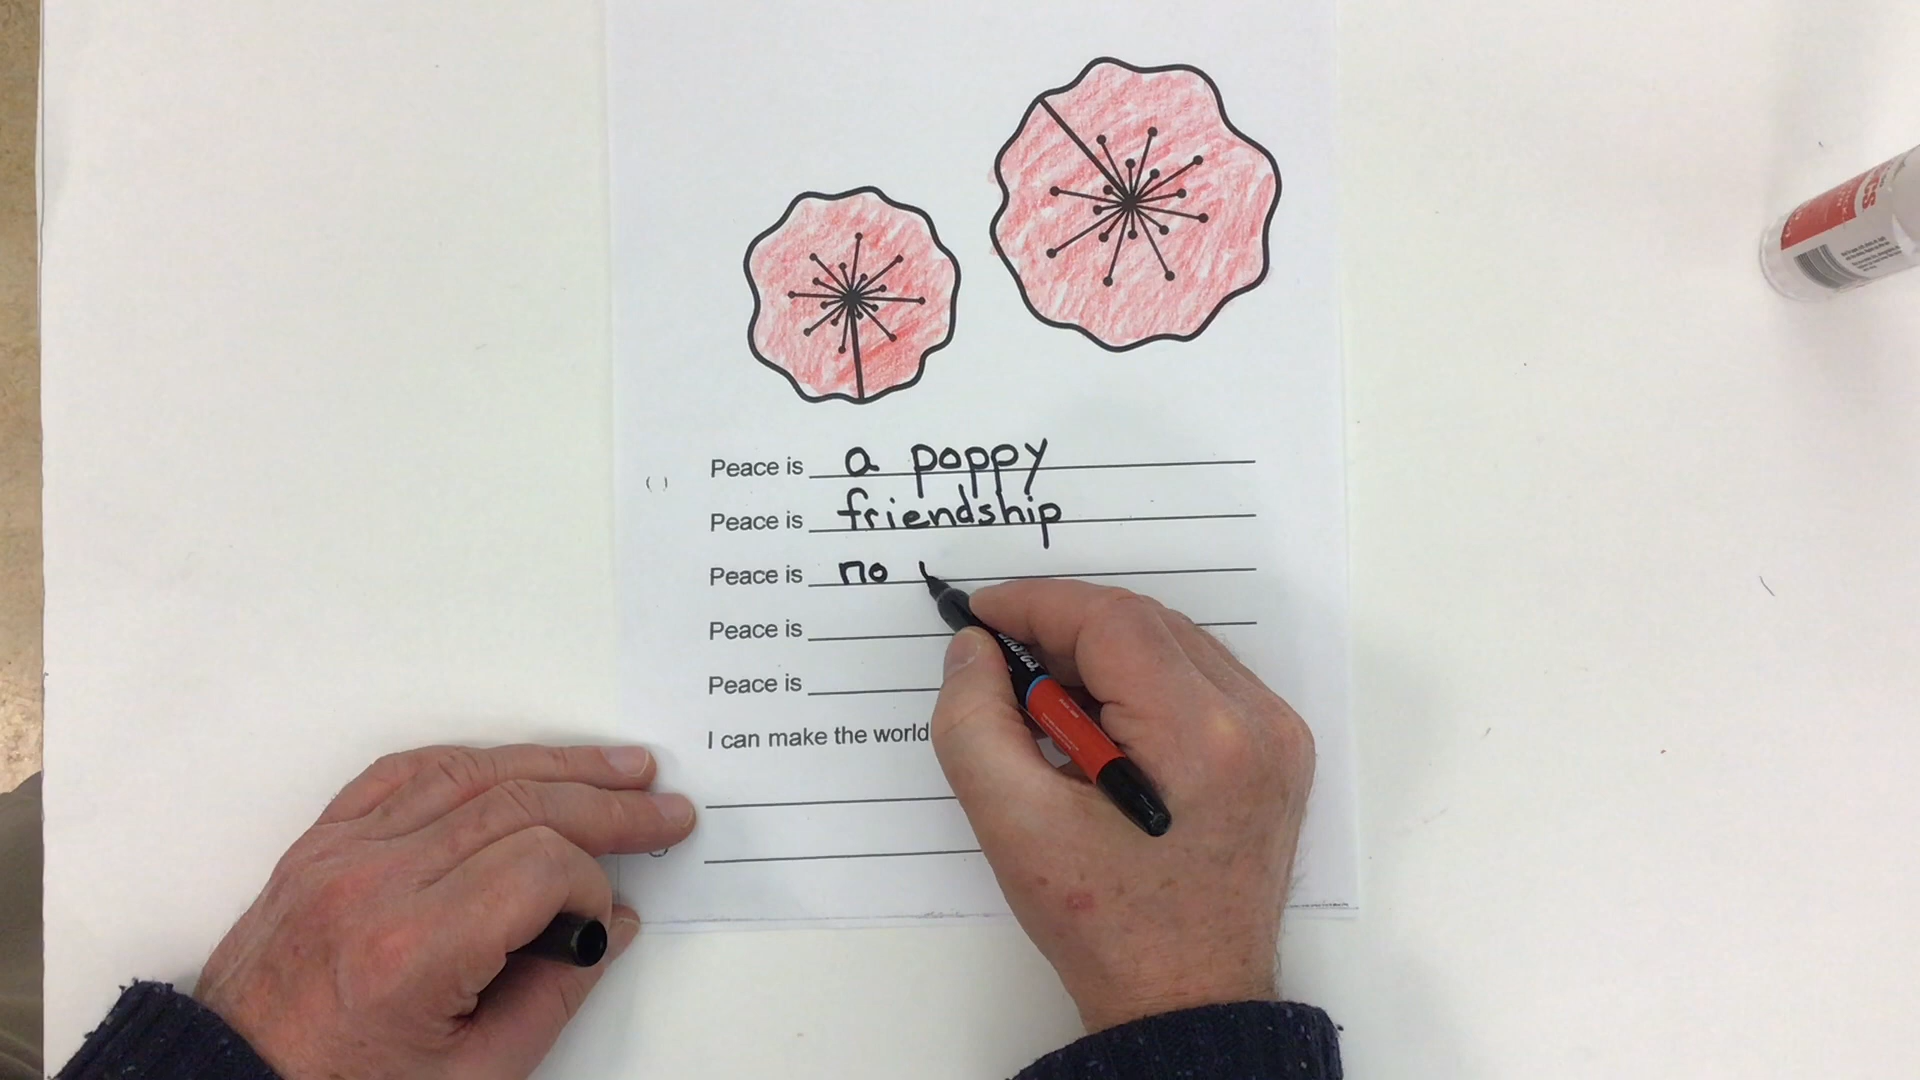 Peace is a poppy
Peace is friendship
Peace is no
Peace is
Peace is
I can make the world